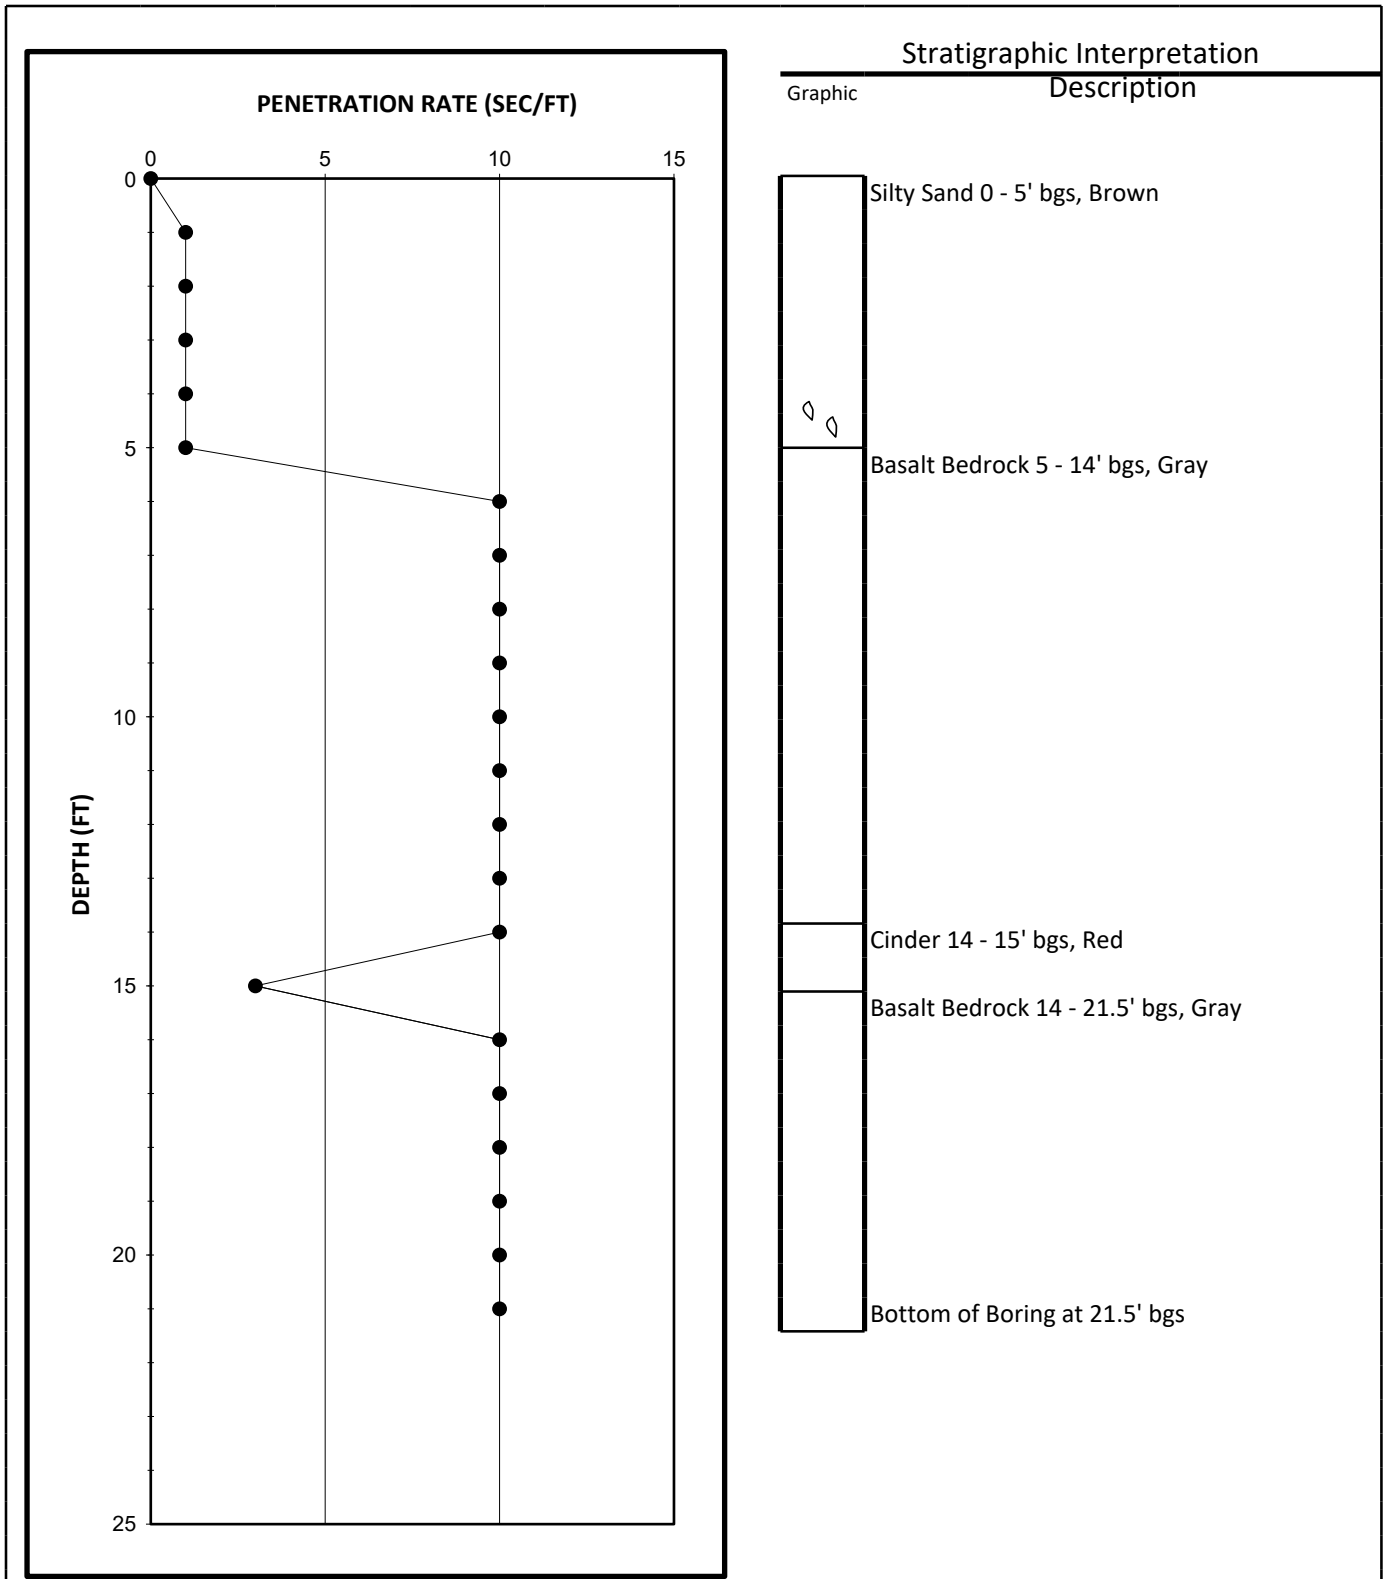 Stratigraphic Interpretation
Graphic
Description
PENETRATION RATE (SEC/FT)
0 5 10 15
0
5
10
15
20
25
DEPTH (FT)
Silty Sand 0 - 5' bgs, Brown
Basalt Bedrock 5 - 14' bgs, Gray
Cinder 14 - 15' bgs, Red
Basalt Bedrock 14 - 21.5' bgs, Gray
Bottom of Boring at 21.5' bgs